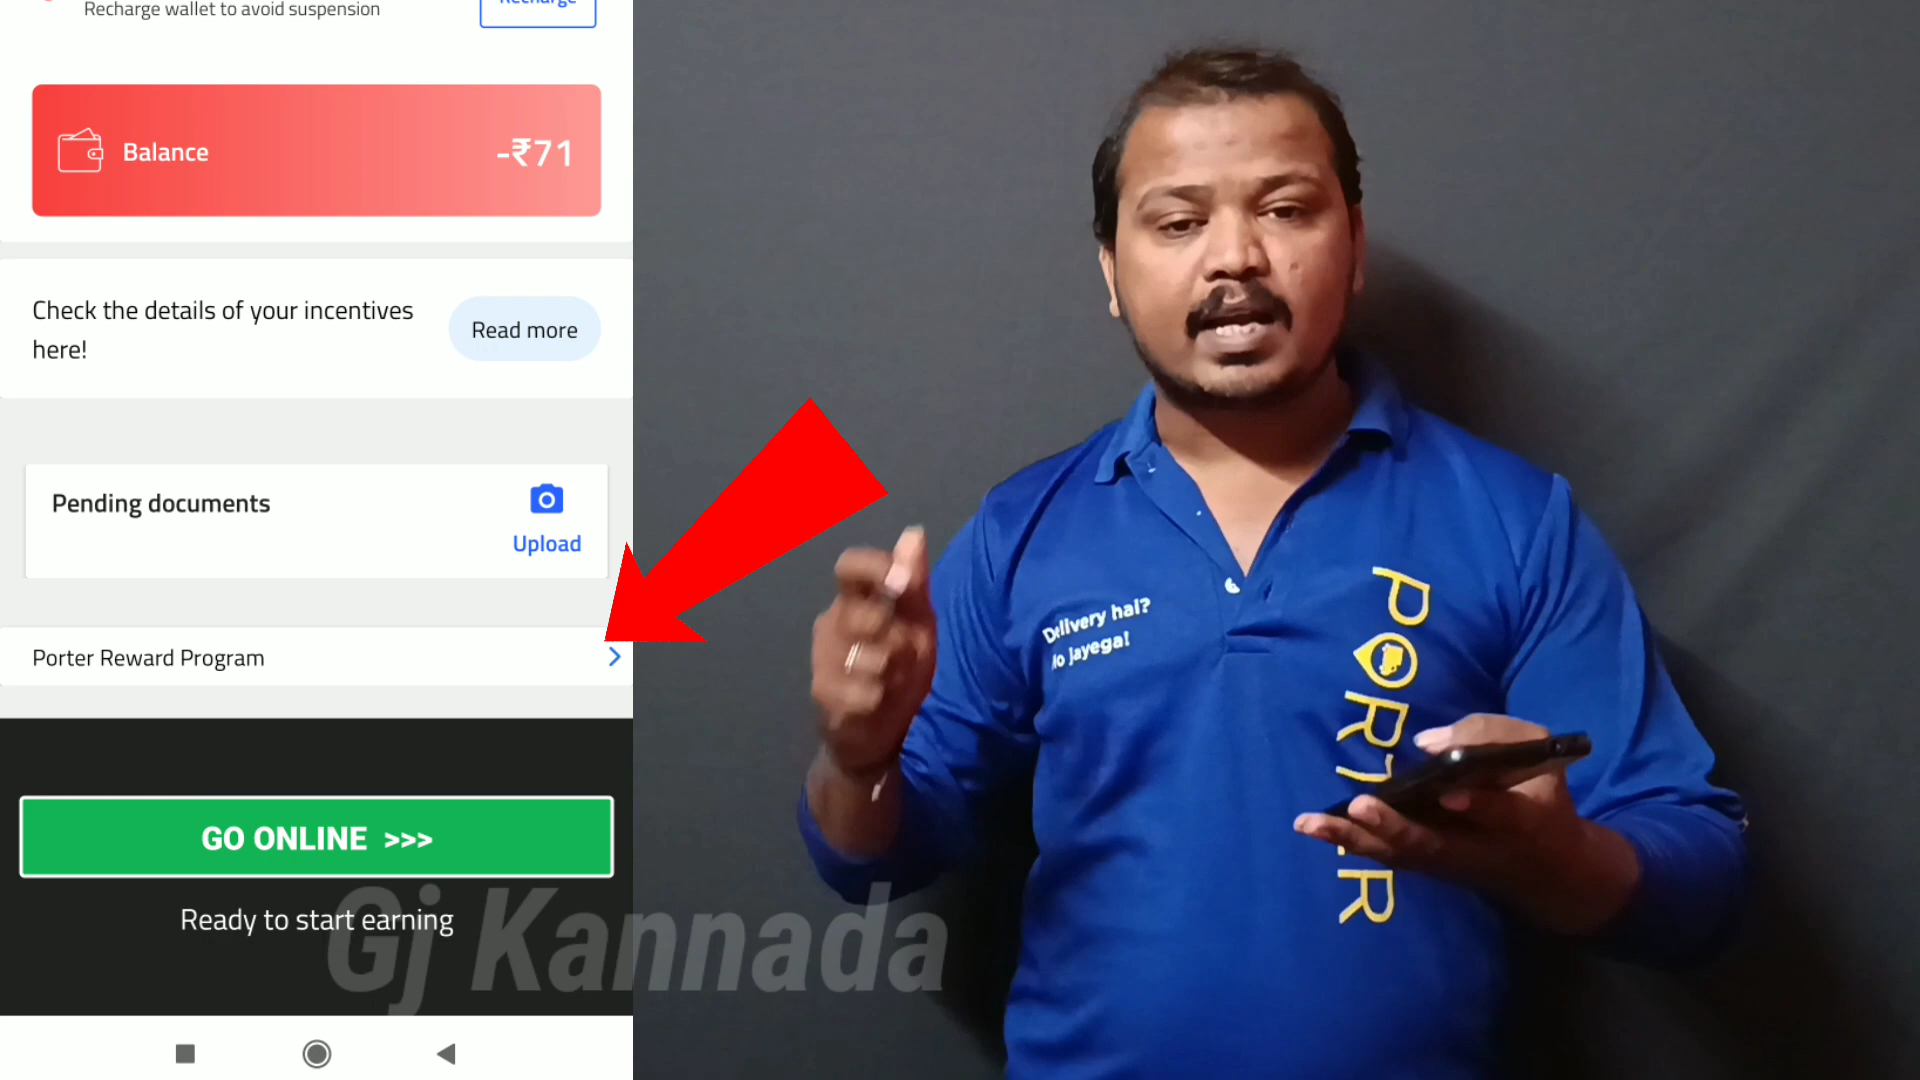 Recharge wallet to avoid suspension
Recharge
Balance
-₹71
Check the details of your incentives
here!
Read more
Pending documents
Upload
Porter Reward Program
GO ONLINE >>>
Ready to start earning
Gj Kannada
Delivery hai?
Ho jayega!
PORTER